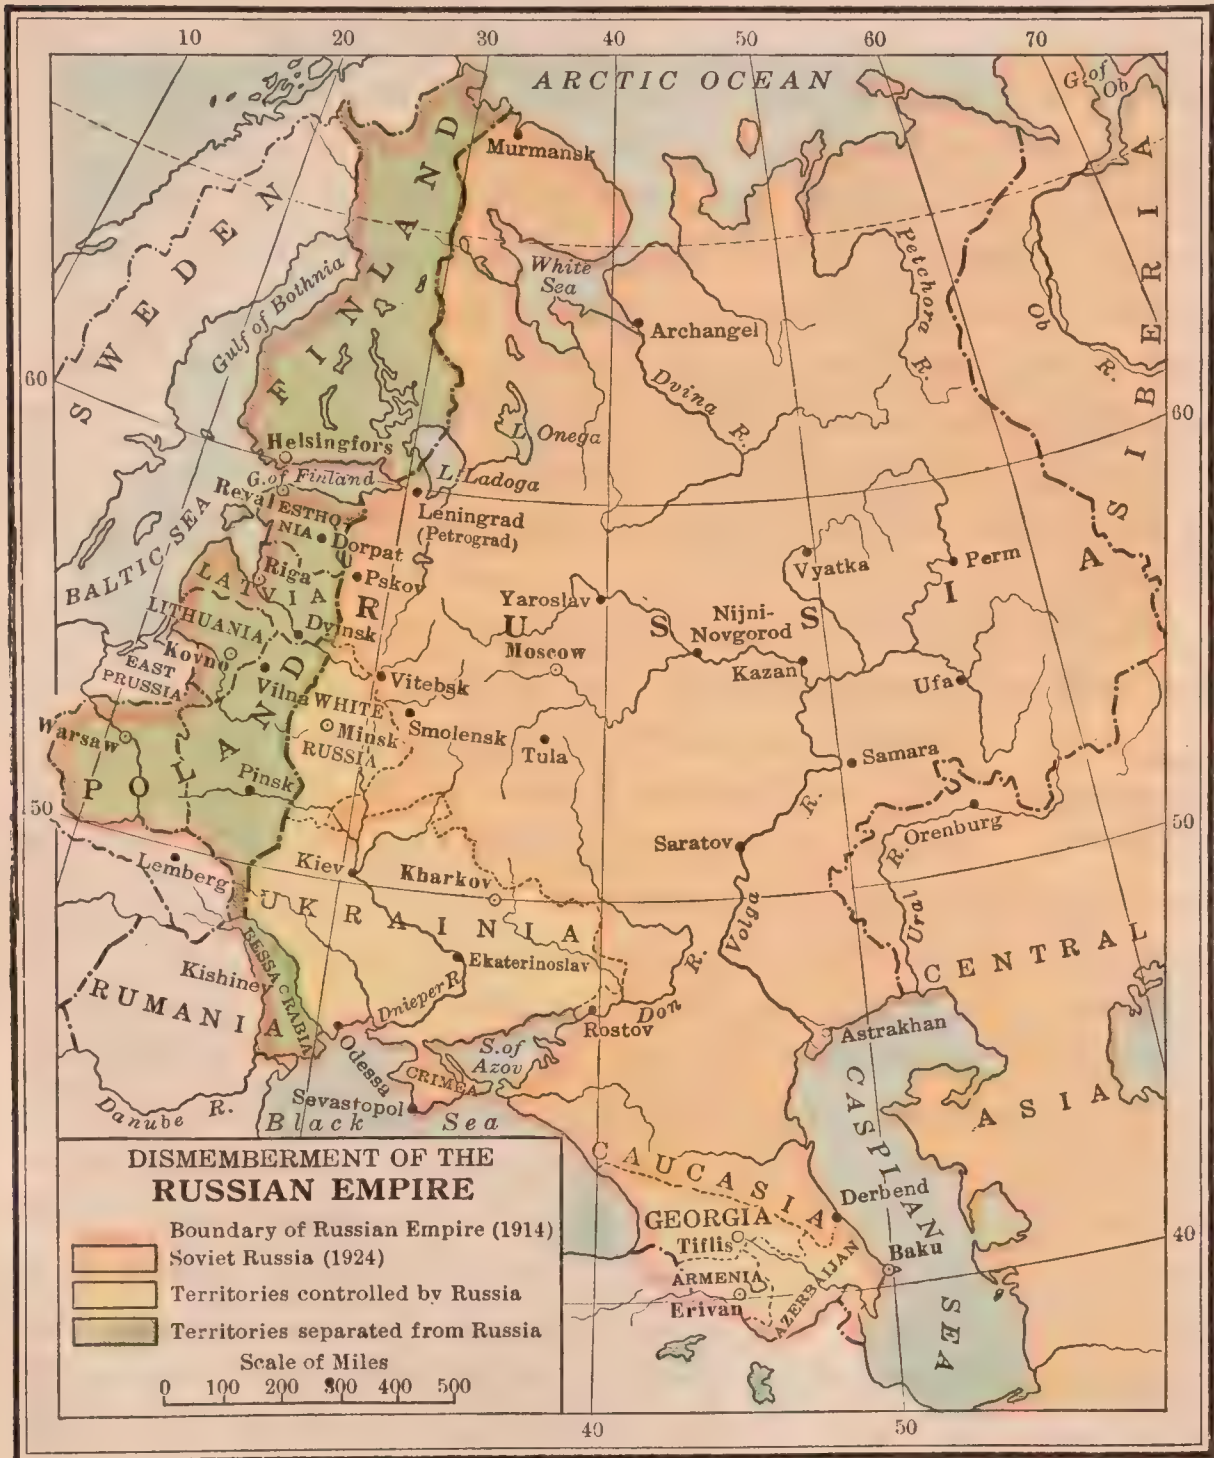 10 20 30 40 50 60 70
ARCTIC OCEAN
G. of
Ob
Murmansk
SWEDEN
FINLAND
Gulf of Bothnia
White
Sea
Petchora R.
Ob R.
SIBERIA
Archangel
Dvina R.
60
60
L. Onega
Helsingfors
G. of Finland
L. Ladoga
Reval
ESTHO-
NIA
Leningrad
(Petrograd)
Dorpat
BALTIC SEA
Riga
Pskov
LATVIA
Vyatka
Perm
RUSSIA
Yaroslav
Nijni-
Novgorod
LITHUANIA
Dvinsk
Kovno
Moscow
Kazan
EAST
PRUSSIA
Vilna
Vitebsk
Ufa
WHITE
RUSSIA
Minsk
Smolensk
Warsaw
Tula
Samara
POLAND
Pinsk
50
50
Orenburg
Saratov
R.
Lemberg
Kiev
Kharkov
Volga
Ural R.
UKRAINIA
Ekaterinoslav
CENTRAL
ASIA
BESSARABIA
Kishinev
RUMANIA
Dnieper R.
Don R.
Rostov
Astrakhan
Odessa
S. of
Azov
CRIMEA
Sevastopol
Danube R.
Black Sea
CASPIAN SEA
CAUCASIA
Derbend
GEORGIA
Tiflis
Baku
40
ARMENIA
Erivan
AZERBAIJAN
DISMEMBERMENT OF THE
RUSSIAN EMPIRE
Boundary of Russian Empire (1914)
Soviet Russia (1924)
Territories controlled by Russia
Territories separated from Russia
Scale of Miles
0 100 200 300 400 500
40 50